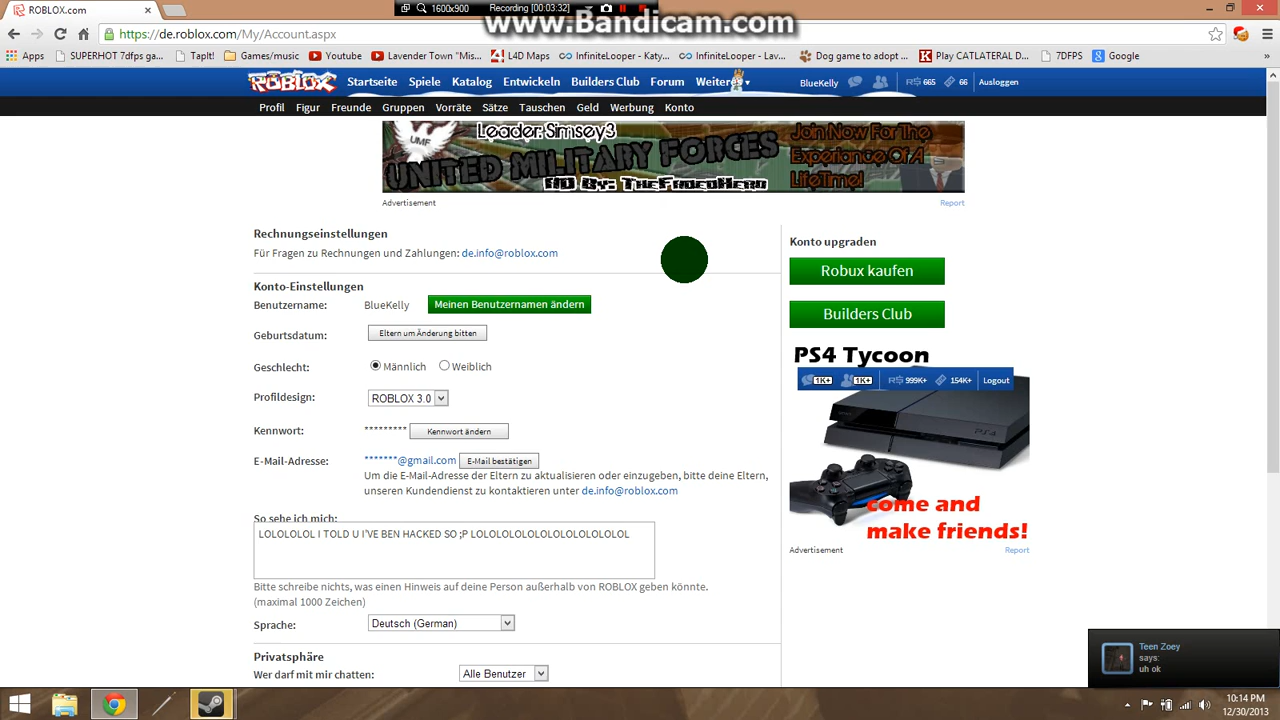 ROBLOX.com
1600x900 Recording [00:03:32]
www.Bandicam.com
https://de.roblox.com/My/Account.aspx
Apps SUPERHOT 7dfps ga... TapIt! Games/music Youtube Lavender Town "Mis... L4D Maps InfiniteLooper - Katy... InfiniteLooper - Lav... Dog game to adopt ... Play CATLATERAL D... 7DPFS Google
ROBLOX Startseite Spiele Katalog Entwickeln Builders Club Forum Weiter BlueKelly R$ 665 66 Ausloggen
Profil Figur Freunde Gruppen Vorräte Sätze Tauschen Geld Werbung Konto
UMF
Leader: Simsey3
UNITED MILITARY FORCES
AD By: TheFadedHero
Join Now For The
Experiance Of A
LifeTime!
Advertisement Report
Rechnungseinstellungen
Für Fragen zu Rechnungen und Zahlungen: de.info@roblox.com
Konto-Einstellungen
Benutzername: BlueKelly Meinen Benutzernamen ändern
Geburtsdatum: Eltern um Änderung bitten
Geschlecht: Männlich Weiblich
Profildesign: ROBLOX 3.0
Kennwort: ********* Kennwort ändern
E-Mail-Adresse: *******@gmail.com E-Mail bestätigen
Um die E-Mail-Adresse der Eltern zu aktualisieren oder einzugeben, bitte deine Eltern,
unseren Kundendienst zu kontaktieren unter de.info@roblox.com
So sehe ich mich:
LOLOLOLOL I TOLD U I'VE BEN HACKED SO ;P LOLOLOLOLOLOLOLOLOLOLOLOL
Bitte schreibe nichts, was einen Hinweis auf deine Person außerhalb von ROBLOX geben könnte.
(maximal 1000 Zeichen)
Sprache: Deutsch (German)
Privatsphäre
Wer darf mit mir chatten: Alle Benutzer
Konto upgraden
Robux kaufen
Builders Club
PS4 Tycoon
1K+ 1K+ R$ 999K+ 154K+ Logout
come and
make friends!
Advertisement Report
Teen Zoey
says:
uh ok
10:14 PM
12/30/2013